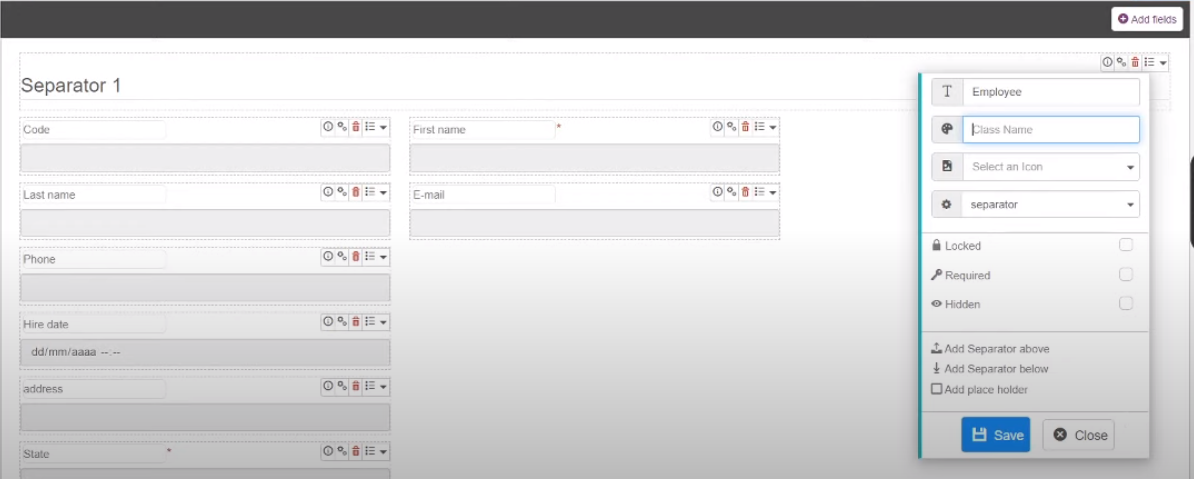 Add fields
Separator 1
Employee
Class Name
Select an Icon
separator
Locked
Required
Hidden
Add Separator above
Add Separator below
Add place holder
Save Close
Code First name *
Last name E-mail
Phone
Hire date
dd/mm/aaaa --:--
address
State *